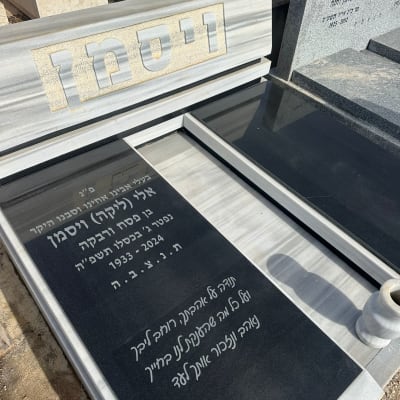 ויסמן
פ"נ
בעלי אבינו אחינו וסבנו היקר
אלי (ליקה) ויסמן
בן פסח ורבקה
נפטר ג' בכסלו תשפ"ה
1933 - 2024
ת. נ. צ. ב. ה
תודה על אהבתך, רוחב ליבך
ועל כל מה שהענקת לנו בחייך
נאהב ונזכור אותך לעד